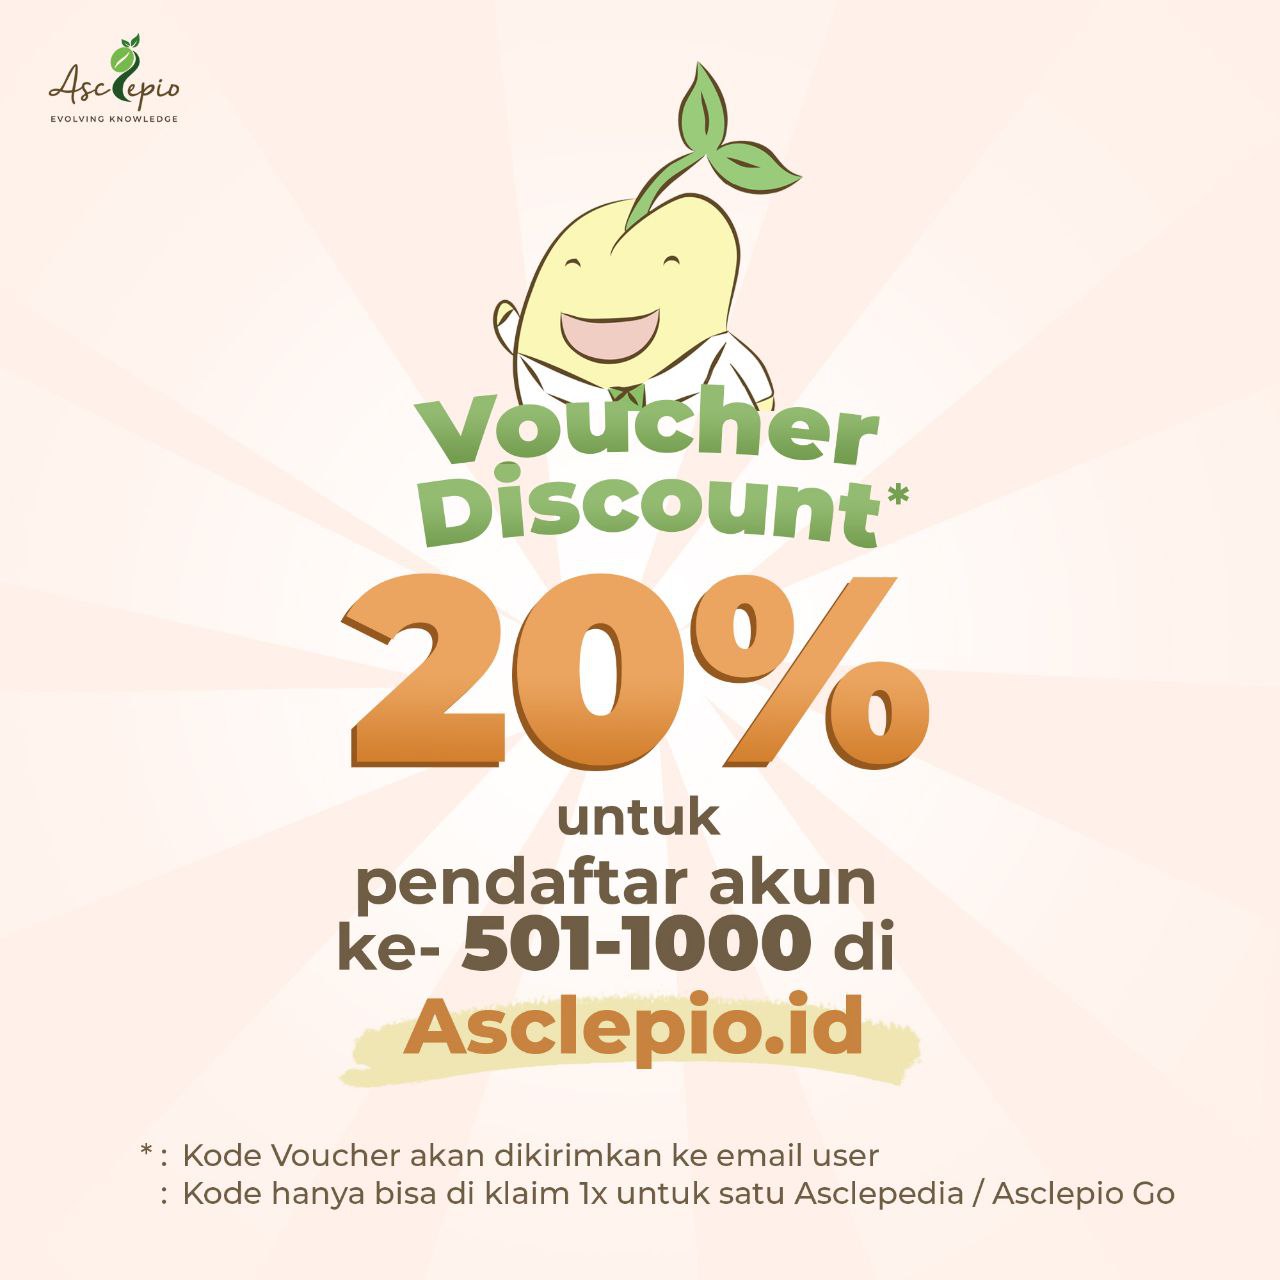 Asclepio
EVOLVING KNOWLEDGE
Voucher
Discount*
20%
untuk
pendaftar akun
ke- 501-1000 di
Asclepio.id
* : Kode Voucher akan dikirimkan ke email user
: Kode hanya bisa di klaim 1x untuk satu Asclepedia / Asclepio Go